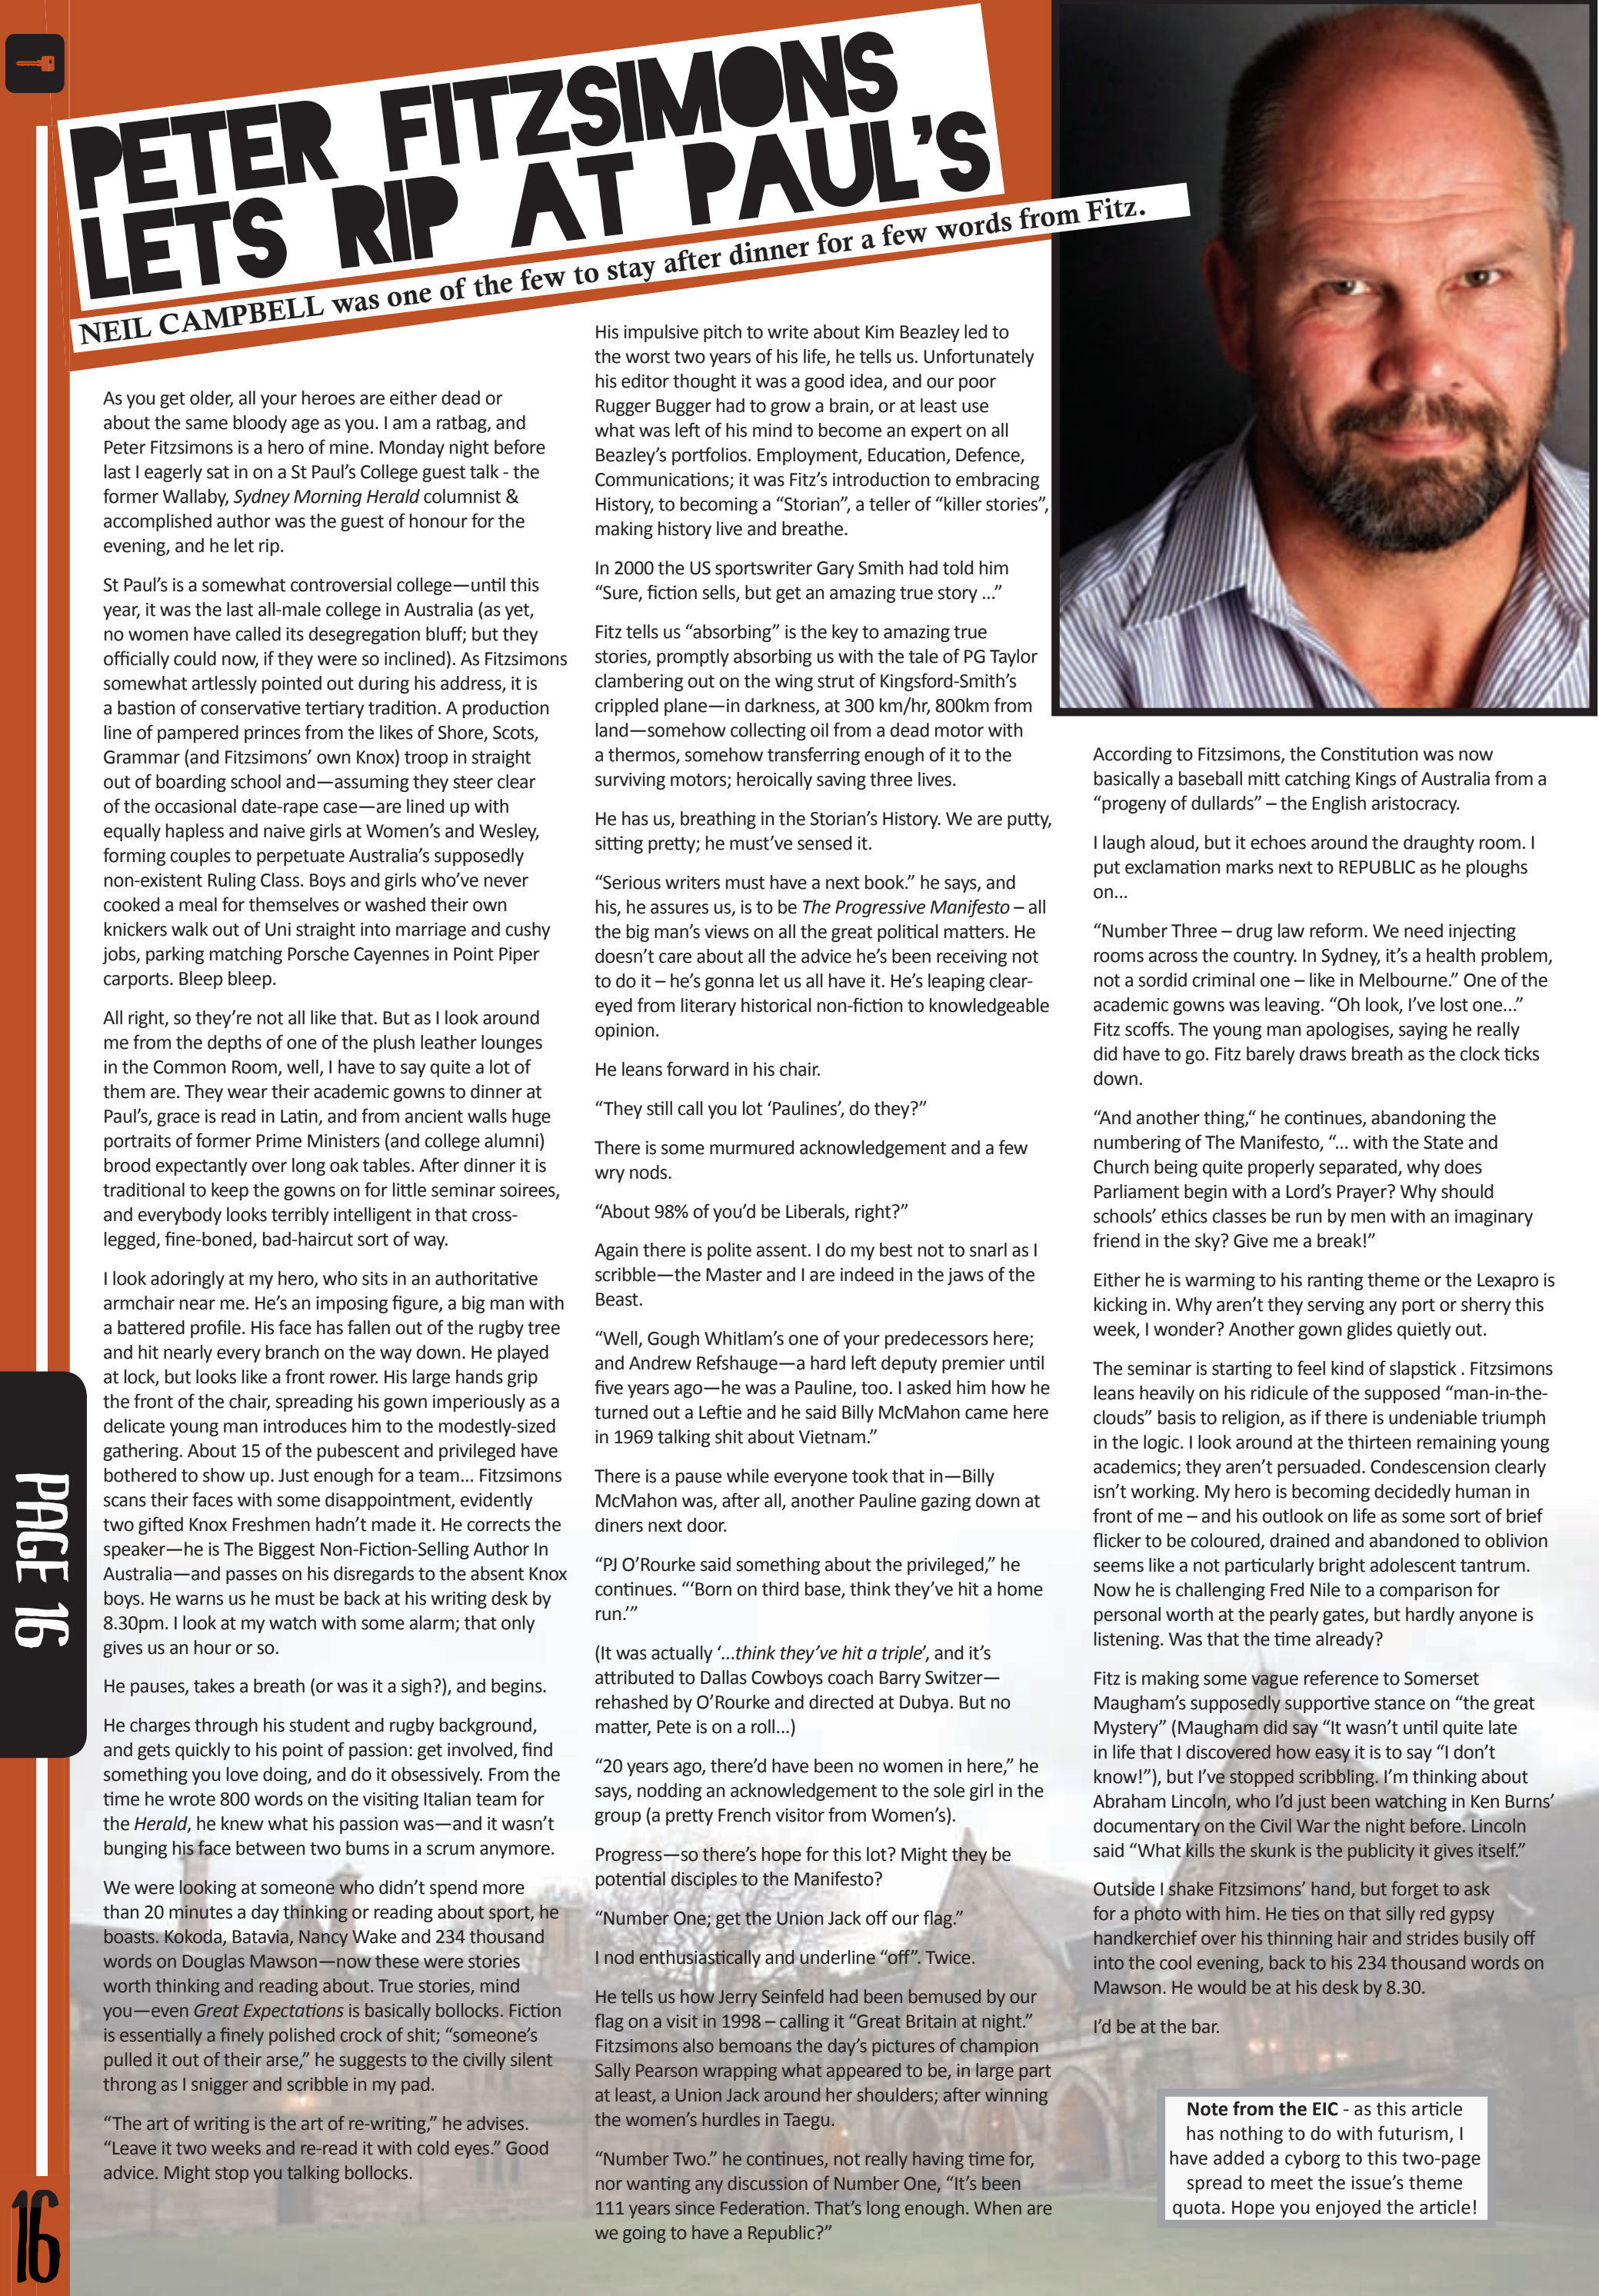 PETER FITZSIMONS
LETS RIP AT PAUL'S
NEIL CAMPBELL was one of the few to stay after dinner for a few words from Fitz.
As you get older, all your heroes are either dead or
about the same bloody age as you. I am a ratbag, and
Peter Fitzsimons is a hero of mine. Monday night before
last I eagerly sat in on a St Paul's College guest talk - the
former Wallaby, Sydney Morning Herald columnist &
accomplished author was the guest of honour for the
evening, and he let rip.
St Paul's is a somewhat controversial college—until this
year, it was the last all-male college in Australia (as yet,
no women have called its desegregation bluff; but they
officially could now, if they were so inclined). As Fitzsimons
somewhat artlessly pointed out during his address, it is
a bastion of conservative tertiary tradition. A production
line of pampered princes from the likes of Shore, Scots,
Grammar (and Fitzsimons' own Knox) troop in straight
out of boarding school and—assuming they steer clear
of the occasional date-rape case—are lined up with
equally hapless and naive girls at Women's and Wesley,
forming couples to perpetuate Australia's supposedly
non-existent Ruling Class. Boys and girls who've never
cooked a meal for themselves or washed their own
knickers walk out of Uni straight into marriage and cushy
jobs, parking matching Porsche Cayennes in Point Piper
carports. Bleep bleep.
All right, so they're not all like that. But as I look around
me from the depths of one of the plush leather lounges
in the Common Room, well, I have to say quite a lot of
them are. They wear their academic gowns to dinner at
Paul's, grace is read in Latin, and from ancient walls huge
portraits of former Prime Ministers (and college alumni)
brood expectantly over long oak tables. After dinner it is
traditional to keep the gowns on for little seminar soirees,
and everybody looks terribly intelligent in that cross-
legged, fine-boned, bad-haircut sort of way.
I look adoringly at my hero, who sits in an authoritative
armchair near me. He's an imposing figure, a big man with
a battered profile. His face has fallen out of the rugby tree
and hit nearly every branch on the way down. He played
at lock, but looks like a front rower. His large hands grip
the front of the chair, spreading his gown imperiously as a
delicate young man introduces him to the modestly-sized
gathering. About 15 of the pubescent and privileged have
bothered to show up. Just enough for a team... Fitzsimons
scans their faces with some disappointment, evidently
two gifted Knox Freshmen hadn't made it. He corrects the
speaker—he is The Biggest Non-Fiction-Selling Author In
Australia—and passes on his disregards to the absent Knox
boys. He warns us he must be back at his writing desk by
8.30pm. I look at my watch with some alarm; that only
gives us an hour or so.
He pauses, takes a breath (or was it a sigh?), and begins.
He charges through his student and rugby background,
and gets quickly to his point of passion: get involved, find
something you love doing, and do it obsessively. From the
time he wrote 800 words on the visiting Italian team for
the Herald, he knew what his passion was—and it wasn't
bunging his face between two bums in a scrum anymore.
We were looking at someone who didn't spend more
than 20 minutes a day thinking or reading about sport, he
boasts. Kokoda, Batavia, Nancy Wake and 234 thousand
words on Douglas Mawson—now these were stories
worth thinking and reading about. True stories, mind
you—even Great Expectations is basically bollocks. Fiction
is essentially a finely polished crock of shit; "someone's
pulled it out of their arse," he suggests to the civilly silent
throng as I snigger and scribble in my pad.
"The art of writing is the art of re-writing," he advises.
"Leave it two weeks and re-read it with cold eyes." Good
advice. Might stop you talking bollocks.
His impulsive pitch to write about Kim Beazley led to
the worst two years of his life, he tells us. Unfortunately
his editor thought it was a good idea, and our poor
Rugger Bugger had to grow a brain, or at least use
what was left of his mind to become an expert on all
Beazley's portfolios. Employment, Education, Defence,
Communications; it was Fitz's introduction to embracing
History, to becoming a "Storian", a teller of "killer stories",
making history live and breathe.
In 2000 the US sportswriter Gary Smith had told him
"Sure, fiction sells, but get an amazing true story ..."
Fitz tells us "absorbing" is the key to amazing true
stories, promptly absorbing us with the tale of PG Taylor
clambering out on the wing strut of Kingsford-Smith's
crippled plane—in darkness, at 300 km/hr, 800km from
land—somehow collecting oil from a dead motor with
a thermos, somehow transferring enough of it to the
surviving motors; heroically saving three lives.
He has us, breathing in the Storian's History. We are putty,
sitting pretty; he must've sensed it.
"Serious writers must have a next book." he says, and
his, he assures us, is to be The Progressive Manifesto – all
the big man's views on all the great political matters. He
doesn't care about all the advice he's been receiving not
to do it – he's gonna let us all have it. He's leaping clear-
eyed from literary historical non-fiction to knowledgeable
opinion.
He leans forward in his chair.
"They still call you lot 'Paulines', do they?"
There is some murmured acknowledgement and a few
wry nods.
"About 98% of you'd be Liberals, right?"
Again there is polite assent. I do my best not to snarl as I
scribble—the Master and I are indeed in the jaws of the
Beast.
"Well, Gough Whitlam's one of your predecessors here;
and Andrew Refshauge—a hard left deputy premier until
five years ago—he was a Pauline, too. I asked him how he
turned out a Leftie and he said Billy McMahon came here
in 1969 talking shit about Vietnam."
There is a pause while everyone took that in—Billy
McMahon was, after all, another Pauline gazing down at
diners next door.
"PJ O'Rourke said something about the privileged," he
continues. "'Born on third base, think they've hit a home
run.'"
(It was actually '...think they've hit a triple', and it's
attributed to Dallas Cowboys coach Barry Switzer—
rehashed by O'Rourke and directed at Dubya. But no
matter, Pete is on a roll...)
"20 years ago, there'd have been no women in here," he
says, nodding an acknowledgement to the sole girl in the
group (a pretty French visitor from Women's).
Progress—so there's hope for this lot? Might they be
potential disciples to the Manifesto?
"Number One; get the Union Jack off our flag."
I nod enthusiastically and underline "off". Twice.
He tells us how Jerry Seinfeld had been bemused by our
flag on a visit in 1998 – calling it "Great Britain at night."
Fitzsimons also bemoans the day's pictures of champion
Sally Pearson wrapping what appeared to be, in large part
at least, a Union Jack around her shoulders; after winning
the women's hurdles in Taegu.
"Number Two." he continues, not really having time for,
nor wanting any discussion of Number One, "It's been
111 years since Federation. That's long enough. When are
we going to have a Republic?"
According to Fitzsimons, the Constitution was now
basically a baseball mitt catching Kings of Australia from a
"progeny of dullards" – the English aristocracy.
I laugh aloud, but it echoes around the draughty room. I
put exclamation marks next to REPUBLIC as he ploughs
on...
"Number Three – drug law reform. We need injecting
rooms across the country. In Sydney, it's a health problem,
not a sordid criminal one – like in Melbourne." One of the
academic gowns was leaving. "Oh look, I've lost one..."
Fitz scoffs. The young man apologises, saying he really
did have to go. Fitz barely draws breath as the clock ticks
down.
"And another thing," he continues, abandoning the
numbering of The Manifesto, "... with the State and
Church being quite properly separated, why does
Parliament begin with a Lord's Prayer? Why should
schools' ethics classes be run by men with an imaginary
friend in the sky? Give me a break!"
Either he is warming to his ranting theme or the Lexapro is
kicking in. Why aren't they serving any port or sherry this
week, I wonder? Another gown glides quietly out.
The seminar is starting to feel kind of slapstick . Fitzsimons
leans heavily on his ridicule of the supposed "man-in-the-
clouds" basis to religion, as if there is undeniable triumph
in the logic. I look around at the thirteen remaining young
academics; they aren't persuaded. Condescension clearly
isn't working. My hero is becoming decidedly human in
front of me – and his outlook on life as some sort of brief
flicker to be coloured, drained and abandoned to oblivion
seems like a not particularly bright adolescent tantrum.
Now he is challenging Fred Nile to a comparison for
personal worth at the pearly gates, but hardly anyone is
listening. Was that the time already?
Fitz is making some vague reference to Somerset
Maugham's supposedly supportive stance on "the great
Mystery" (Maugham did say "It wasn't until quite late
in life that I discovered how easy it is to say "I don't
know!"), but I've stopped scribbling. I'm thinking about
Abraham Lincoln, who I'd just been watching in Ken Burns'
documentary on the Civil War the night before. Lincoln
said "What kills the skunk is the publicity it gives itself."
Outside I shake Fitzsimons' hand, but forget to ask
for a photo with him. He ties on that silly red gypsy
handkerchief over his thinning hair and strides busily off
into the cool evening, back to his 234 thousand words on
Mawson. He would be at his desk by 8.30.
I'd be at the bar.
Note from the EIC - as this article
has nothing to do with futurism, I
have added a cyborg to this two-page
spread to meet the issue's theme
quota. Hope you enjoyed the article!
PAGE 16
16